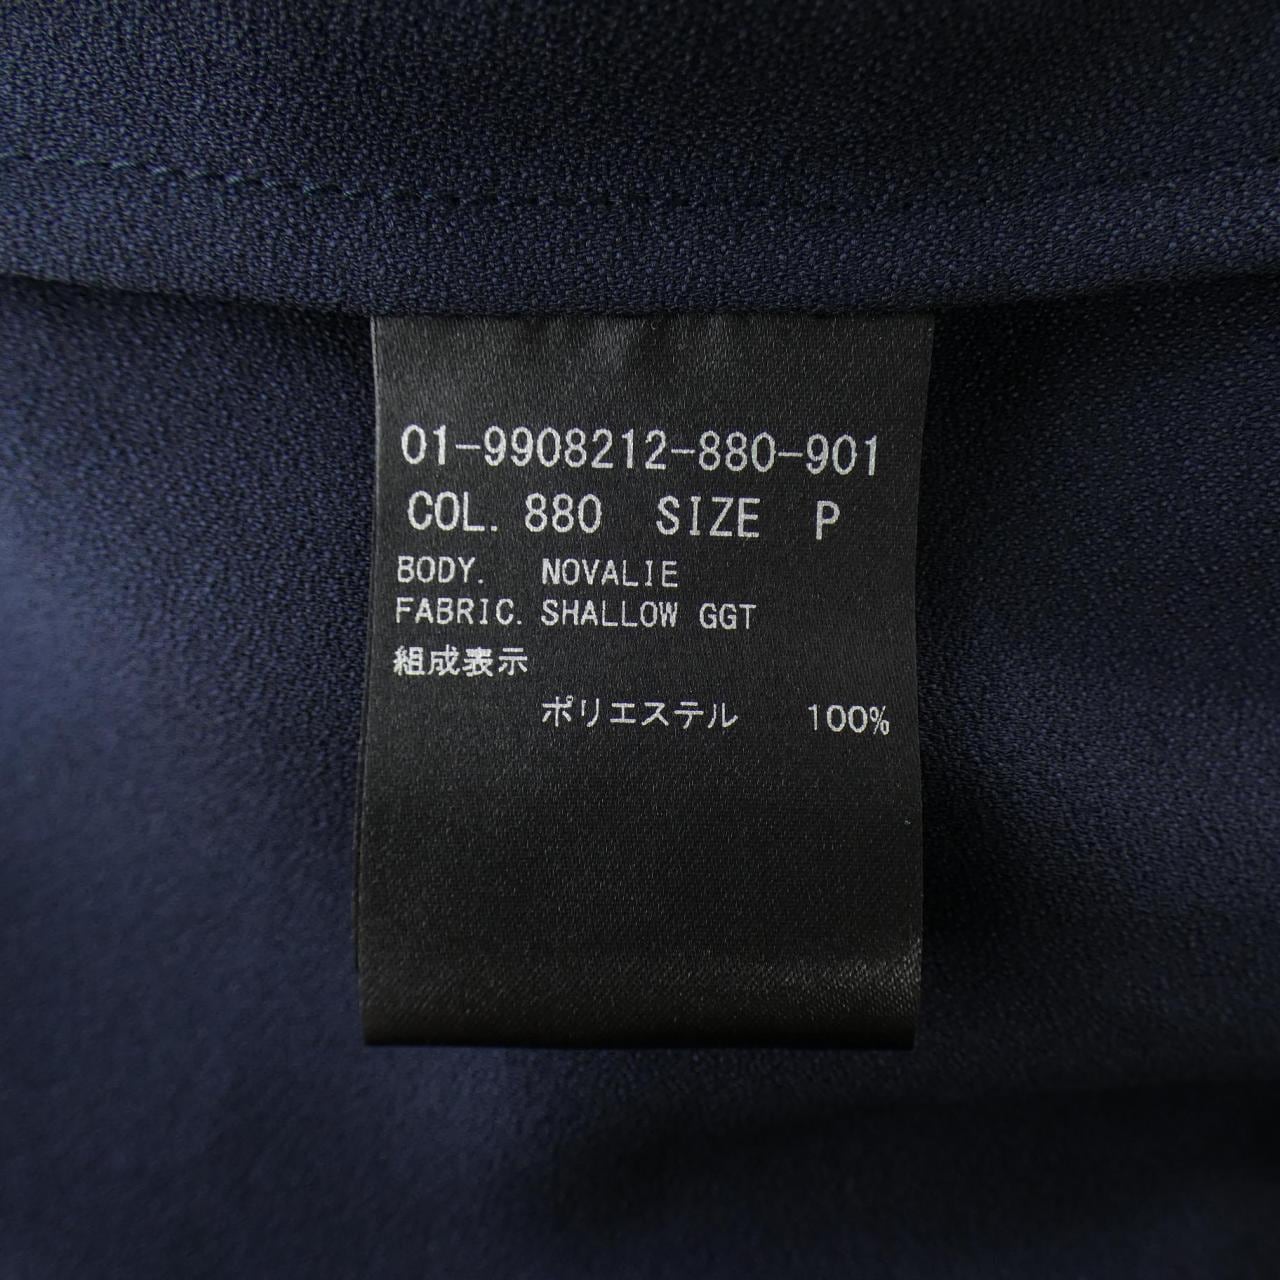 01-9908212-880-901
COL. 880 SIZE P
BODY. NOVALIE
FABRIC. SHALLOW GGT
組成表示
ポリエステル 100%